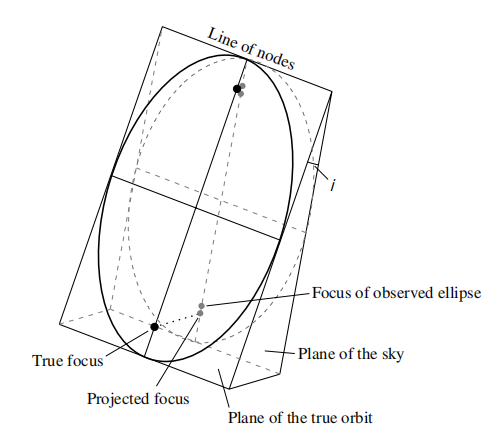 Line of nodes
i
Focus of observed ellipse
Plane of the sky
True focus
Projected focus
Plane of the true orbit